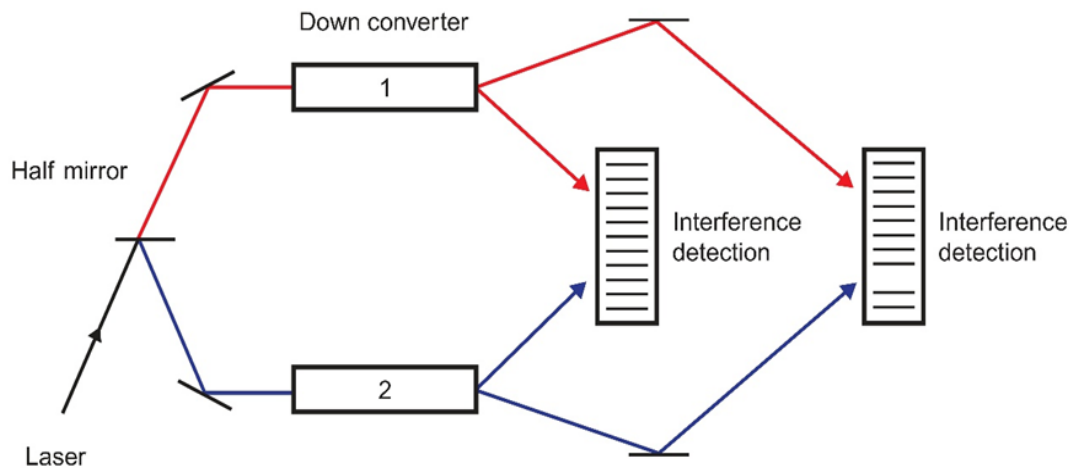 Down converter
1
Half mirror
Interference
detection
Interference
detection
2
Laser